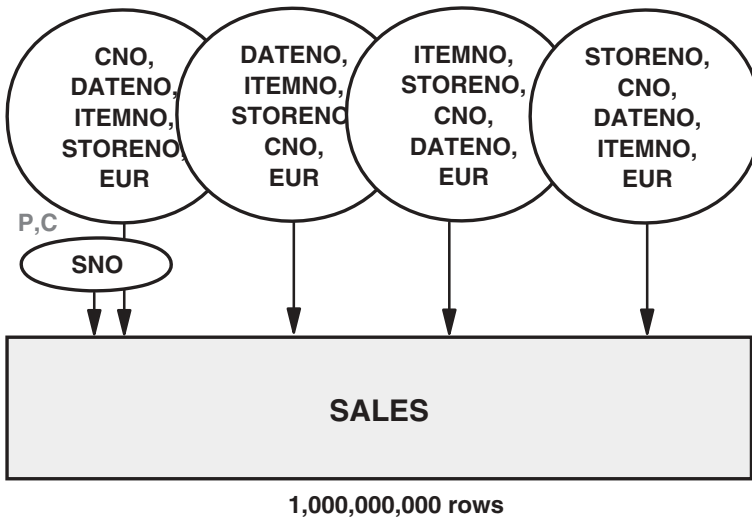 CNO,
DATENO,
ITEMNO,
STORENO,
EUR
DATENO,
ITEMNO,
STORENO
CNO,
EUR
ITEMNO,
STORENO,
CNO,
DATENO,
EUR
STORENO,
CNO,
DATENO,
ITEMNO,
EUR
P,C
SNO
SALES
1,000,000,000 rows